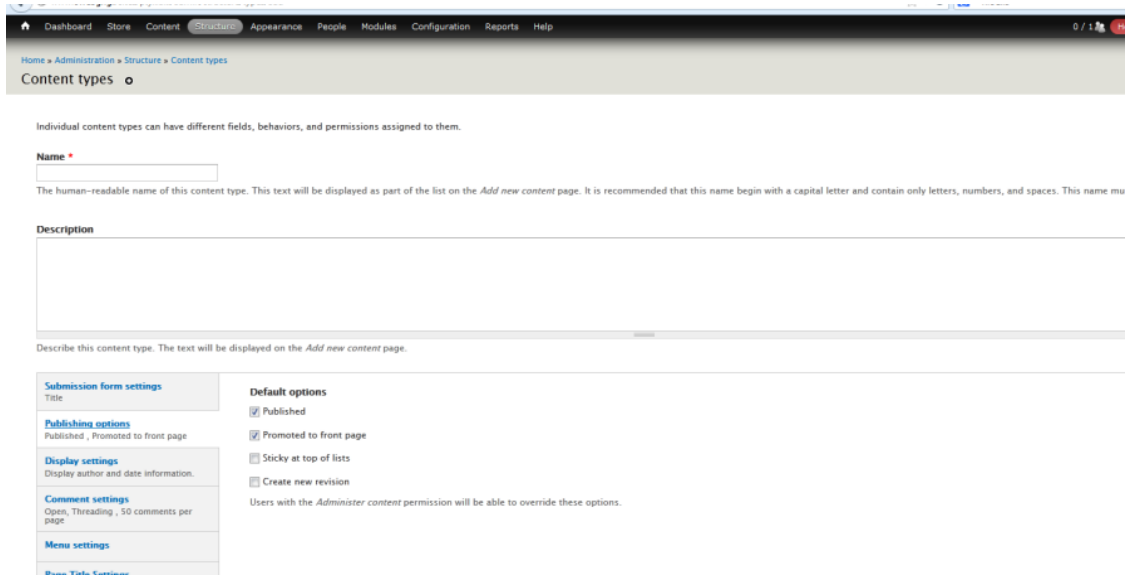 Dashboard Store Content Structure Appearance People Modules Configuration Reports Help 0 / 1
Home » Administration » Structure » Content types
Content types
Individual content types can have different fields, behaviors, and permissions assigned to them.
Name *
The human-readable name of this content type. This text will be displayed as part of the list on the Add new content page. It is recommended that this name begin with a capital letter and contain only letters, numbers, and spaces. This name mu
Description
Describe this content type. The text will be displayed on the Add new content page.
Submission form settings
Title
Publishing options
Published , Promoted to front page
Display settings
Display author and date information.
Comment settings
Open, Threading , 50 comments per
page
Menu settings
Page Title Settings
Default options
Published
Promoted to front page
Sticky at top of lists
Create new revision
Users with the Administer content permission will be able to override these options.